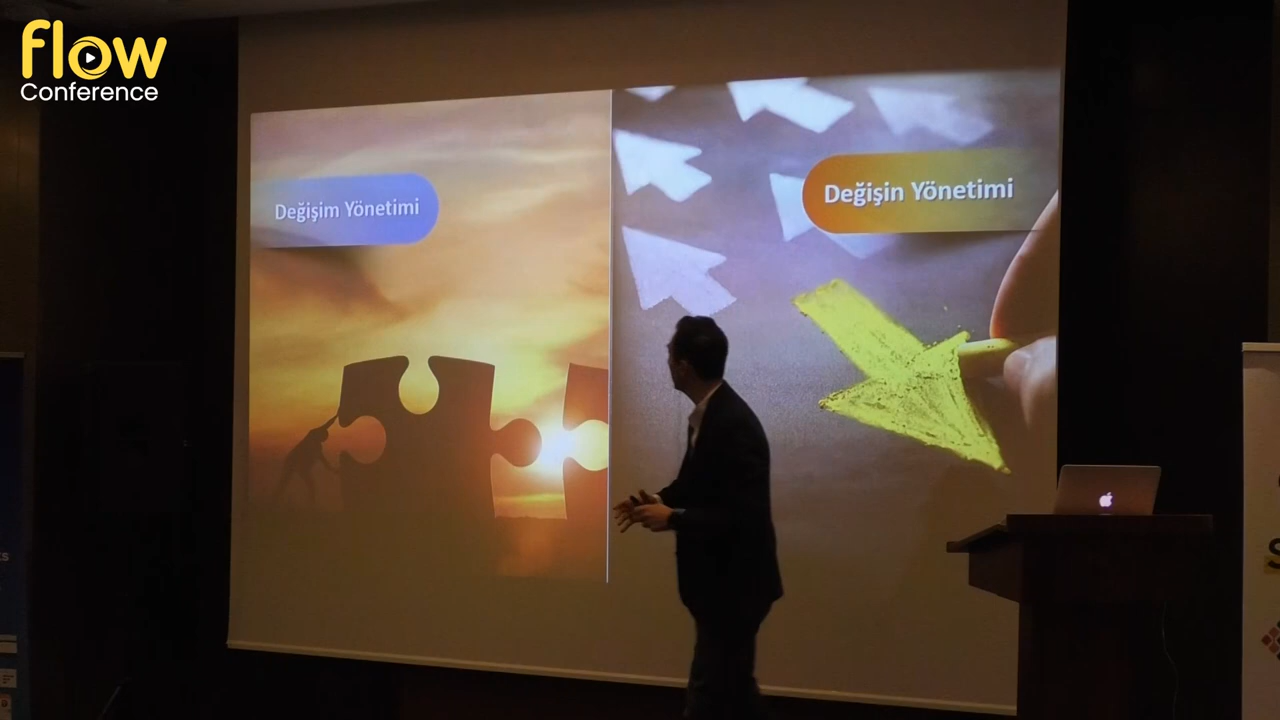 flow
Conference
Değişim Yönetimi
Değişin Yönetimi